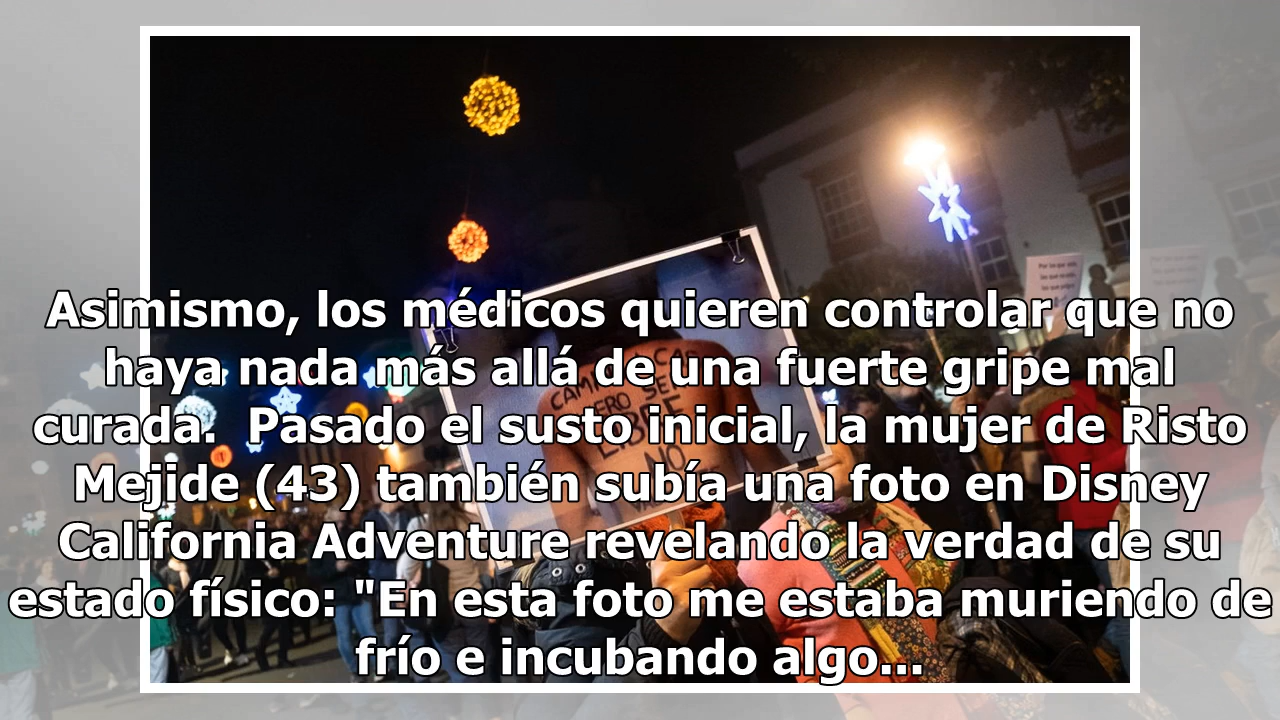 Asimismo, los médicos quieren controlar que no
haya nada más allá de una fuerte gripe mal
curada.  Pasado el susto inicial, la mujer de Risto
Mejide (43) también subía una foto en Disney
California Adventure revelando la verdad de su
estado físico: "En esta foto me estaba muriendo de
frío e incubando algo...
LIBRE
NO